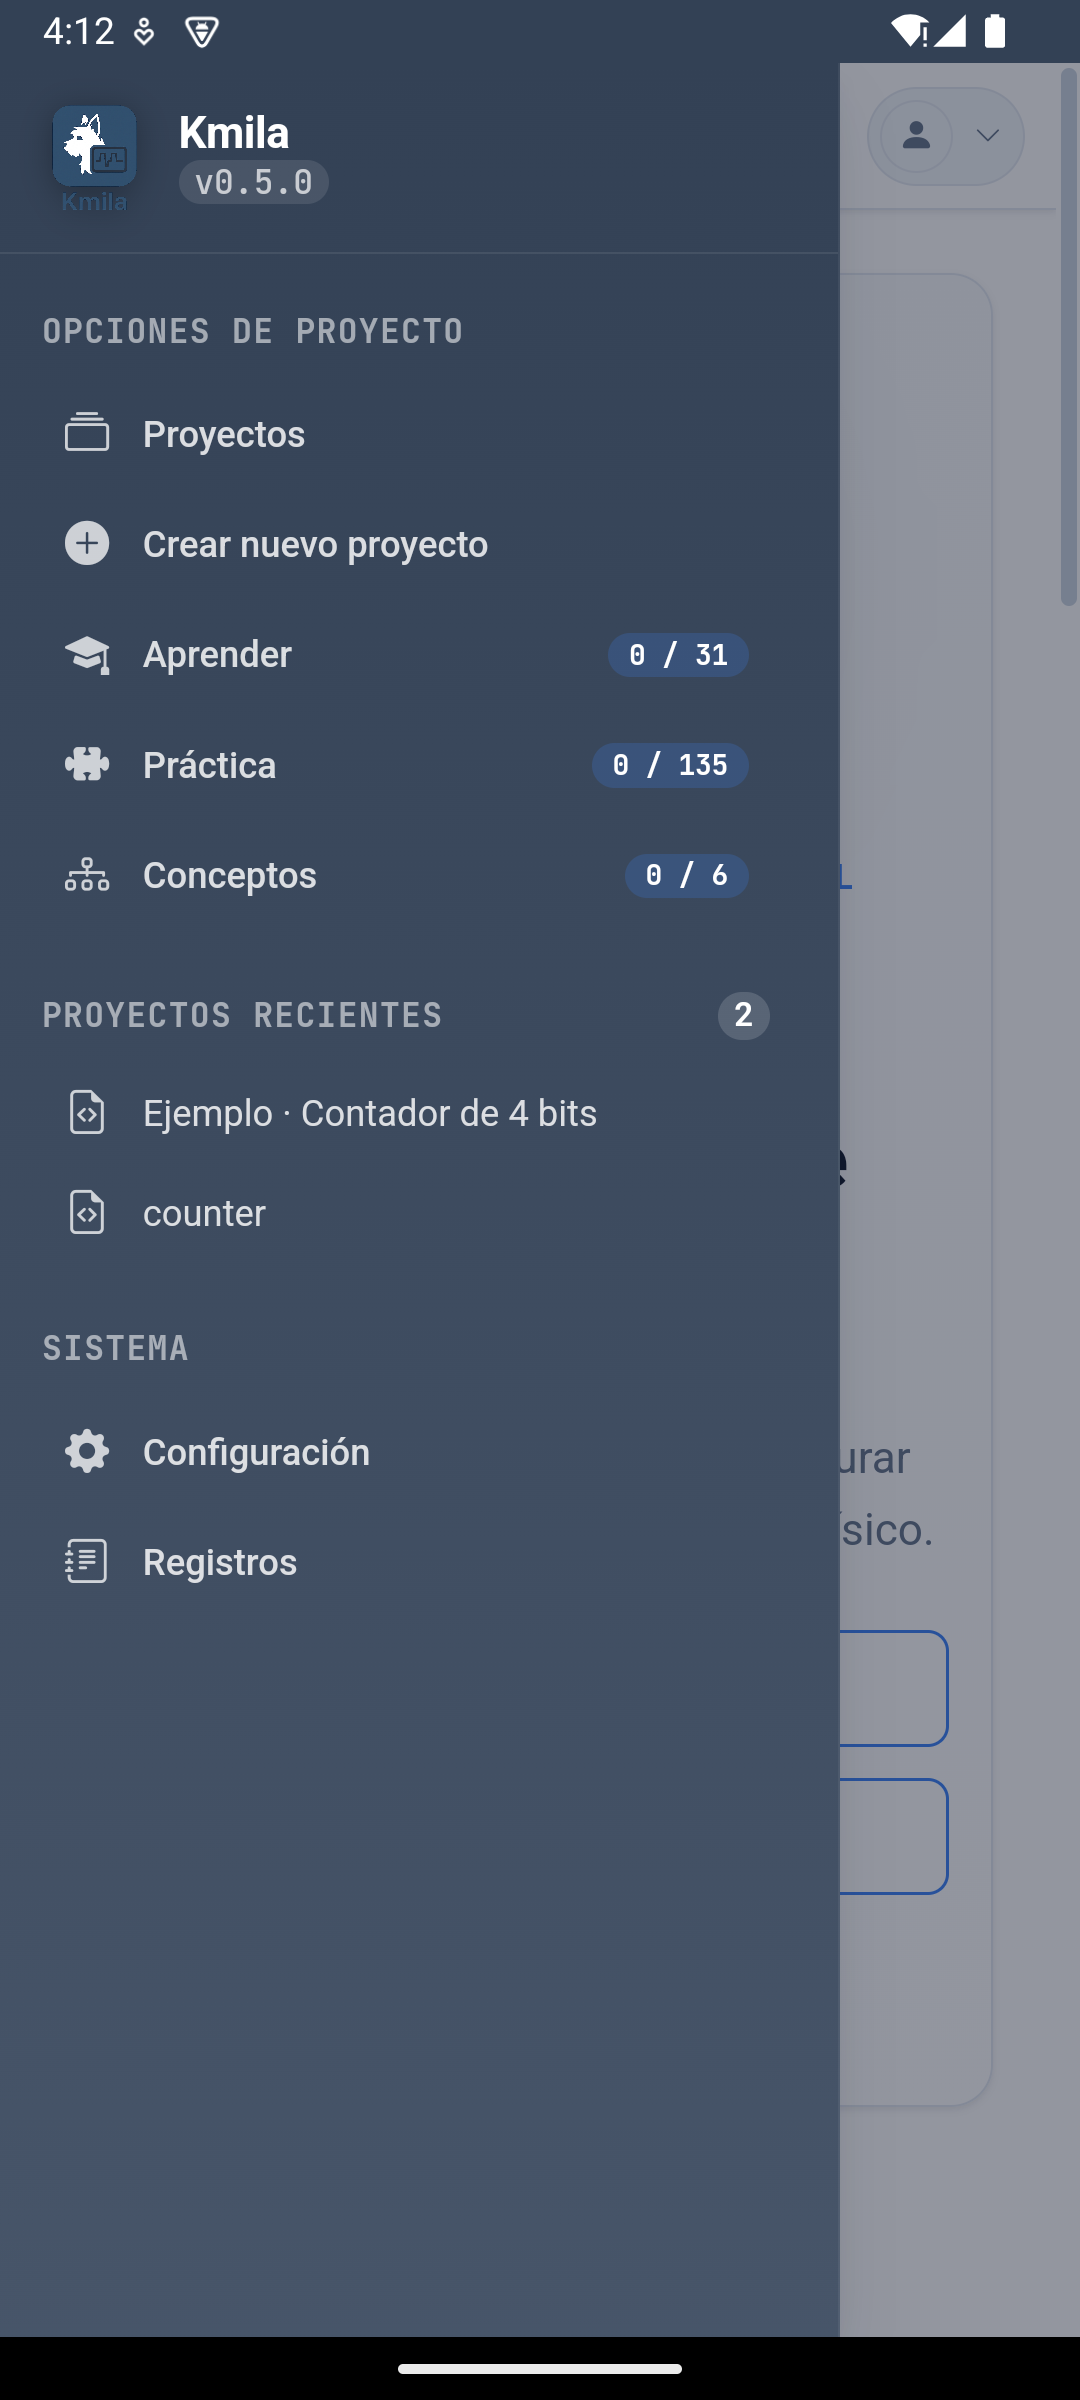 4:12
Kmila
v0.5.0
Kmila
OPCIONES DE PROYECTO
Proyectos
Crear nuevo proyecto
Aprender 0 / 31
Práctica 0 / 135
Conceptos 0 / 6
L
PROYECTOS RECIENTES 2
Ejemplo · Contador de 4 bits
e
counter
SISTEMA
Configuración
urar
sico.
Registros